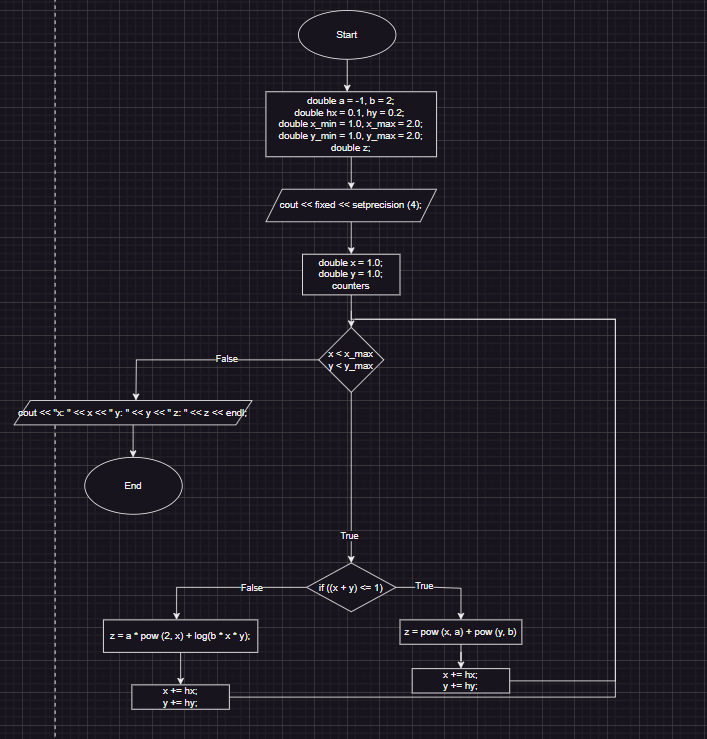 Start
double a = -1, b = 2;
double hx = 0.1, hy = 0.2;
double x_min = 1.0, x_max = 2.0;
double y_min = 1.0, y_max = 2.0;
double z;
cout << fixed << setprecision (4);
double x = 1.0;
double y = 1.0;
counters
x < x_max
y < y_max
False
cout << "x: " << x << " y: " << y << " z: " << z << endl;
End
True
if ((x + y) <= 1)
False
True
z = a * pow (2, x) + log(b * x * y);
z = pow (x, a) + pow (y, b)
x += hx;
y += hy;
x += hx;
y += hy;